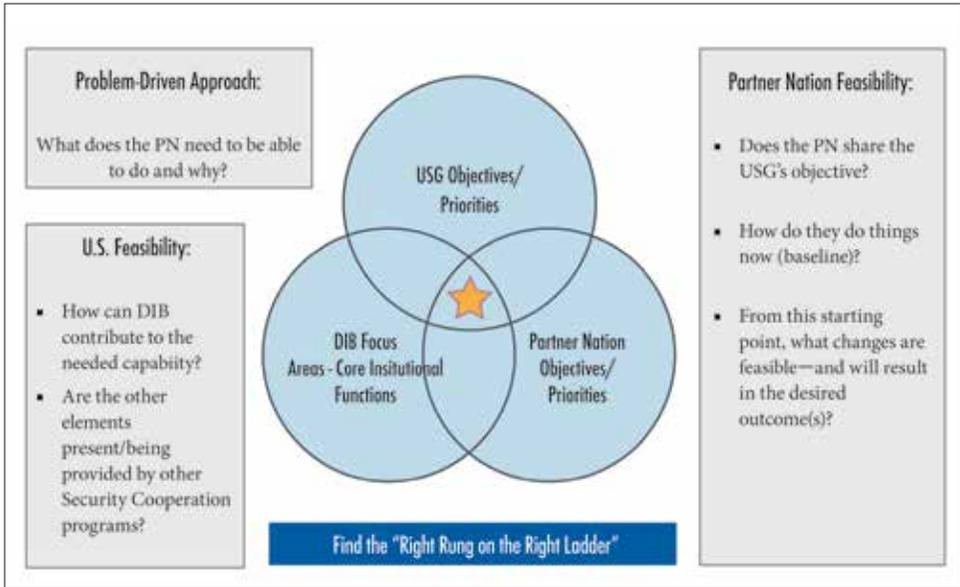 Problem-Driven Approach:
What does the PN need to be able
to do and why?
U.S. Feasibility:
▪ How can DIB
contribute to the
needed capabiity?
▪ Are the other
elements
present/being
provided by other
Security Cooperation
programs?
USG Objectives/
Priorities
DIB Focus
Areas - Core Insitutional
Functions
Partner Nation
Objectives/
Priorities
Find the "Right Rung on the Right Ladder"
Partner Nation Feasibility:
▪ Does the PN share the
USG's objective?
▪ How do they do things
now (baseline)?
▪ From this starting
point, what changes are
feasible—and will result
in the desired
outcome(s)?